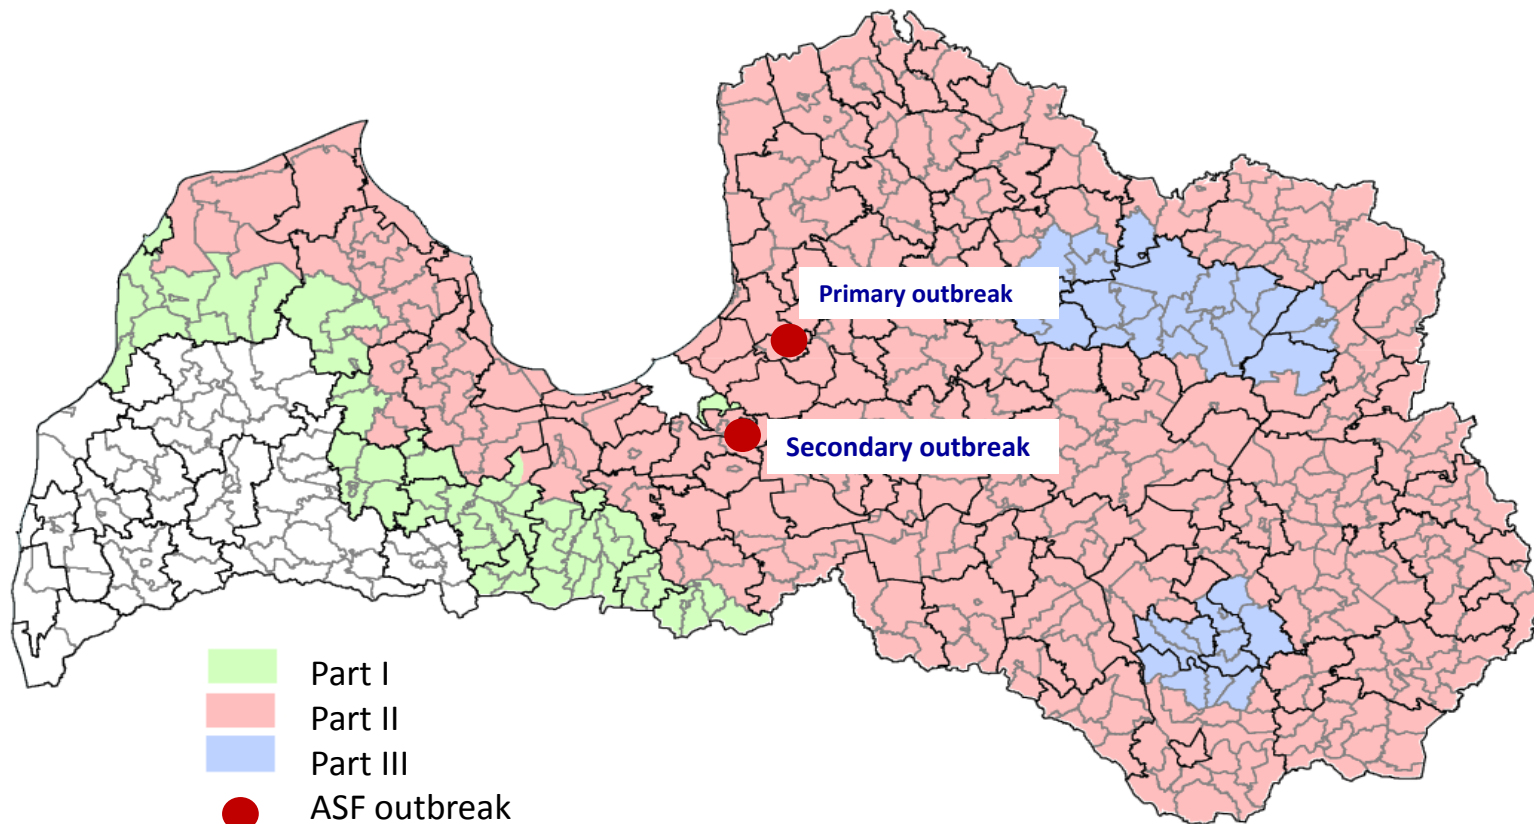 Primary outbreak
Secondary outbreak
Part I
Part II
Part III
ASF outbreak